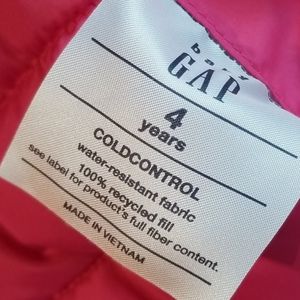 baby
GAP
4
years
COLDCONTROL
water-resistant fabric
100% recycled fill
see label for product's full fiber content.
MADE IN VIETNAM